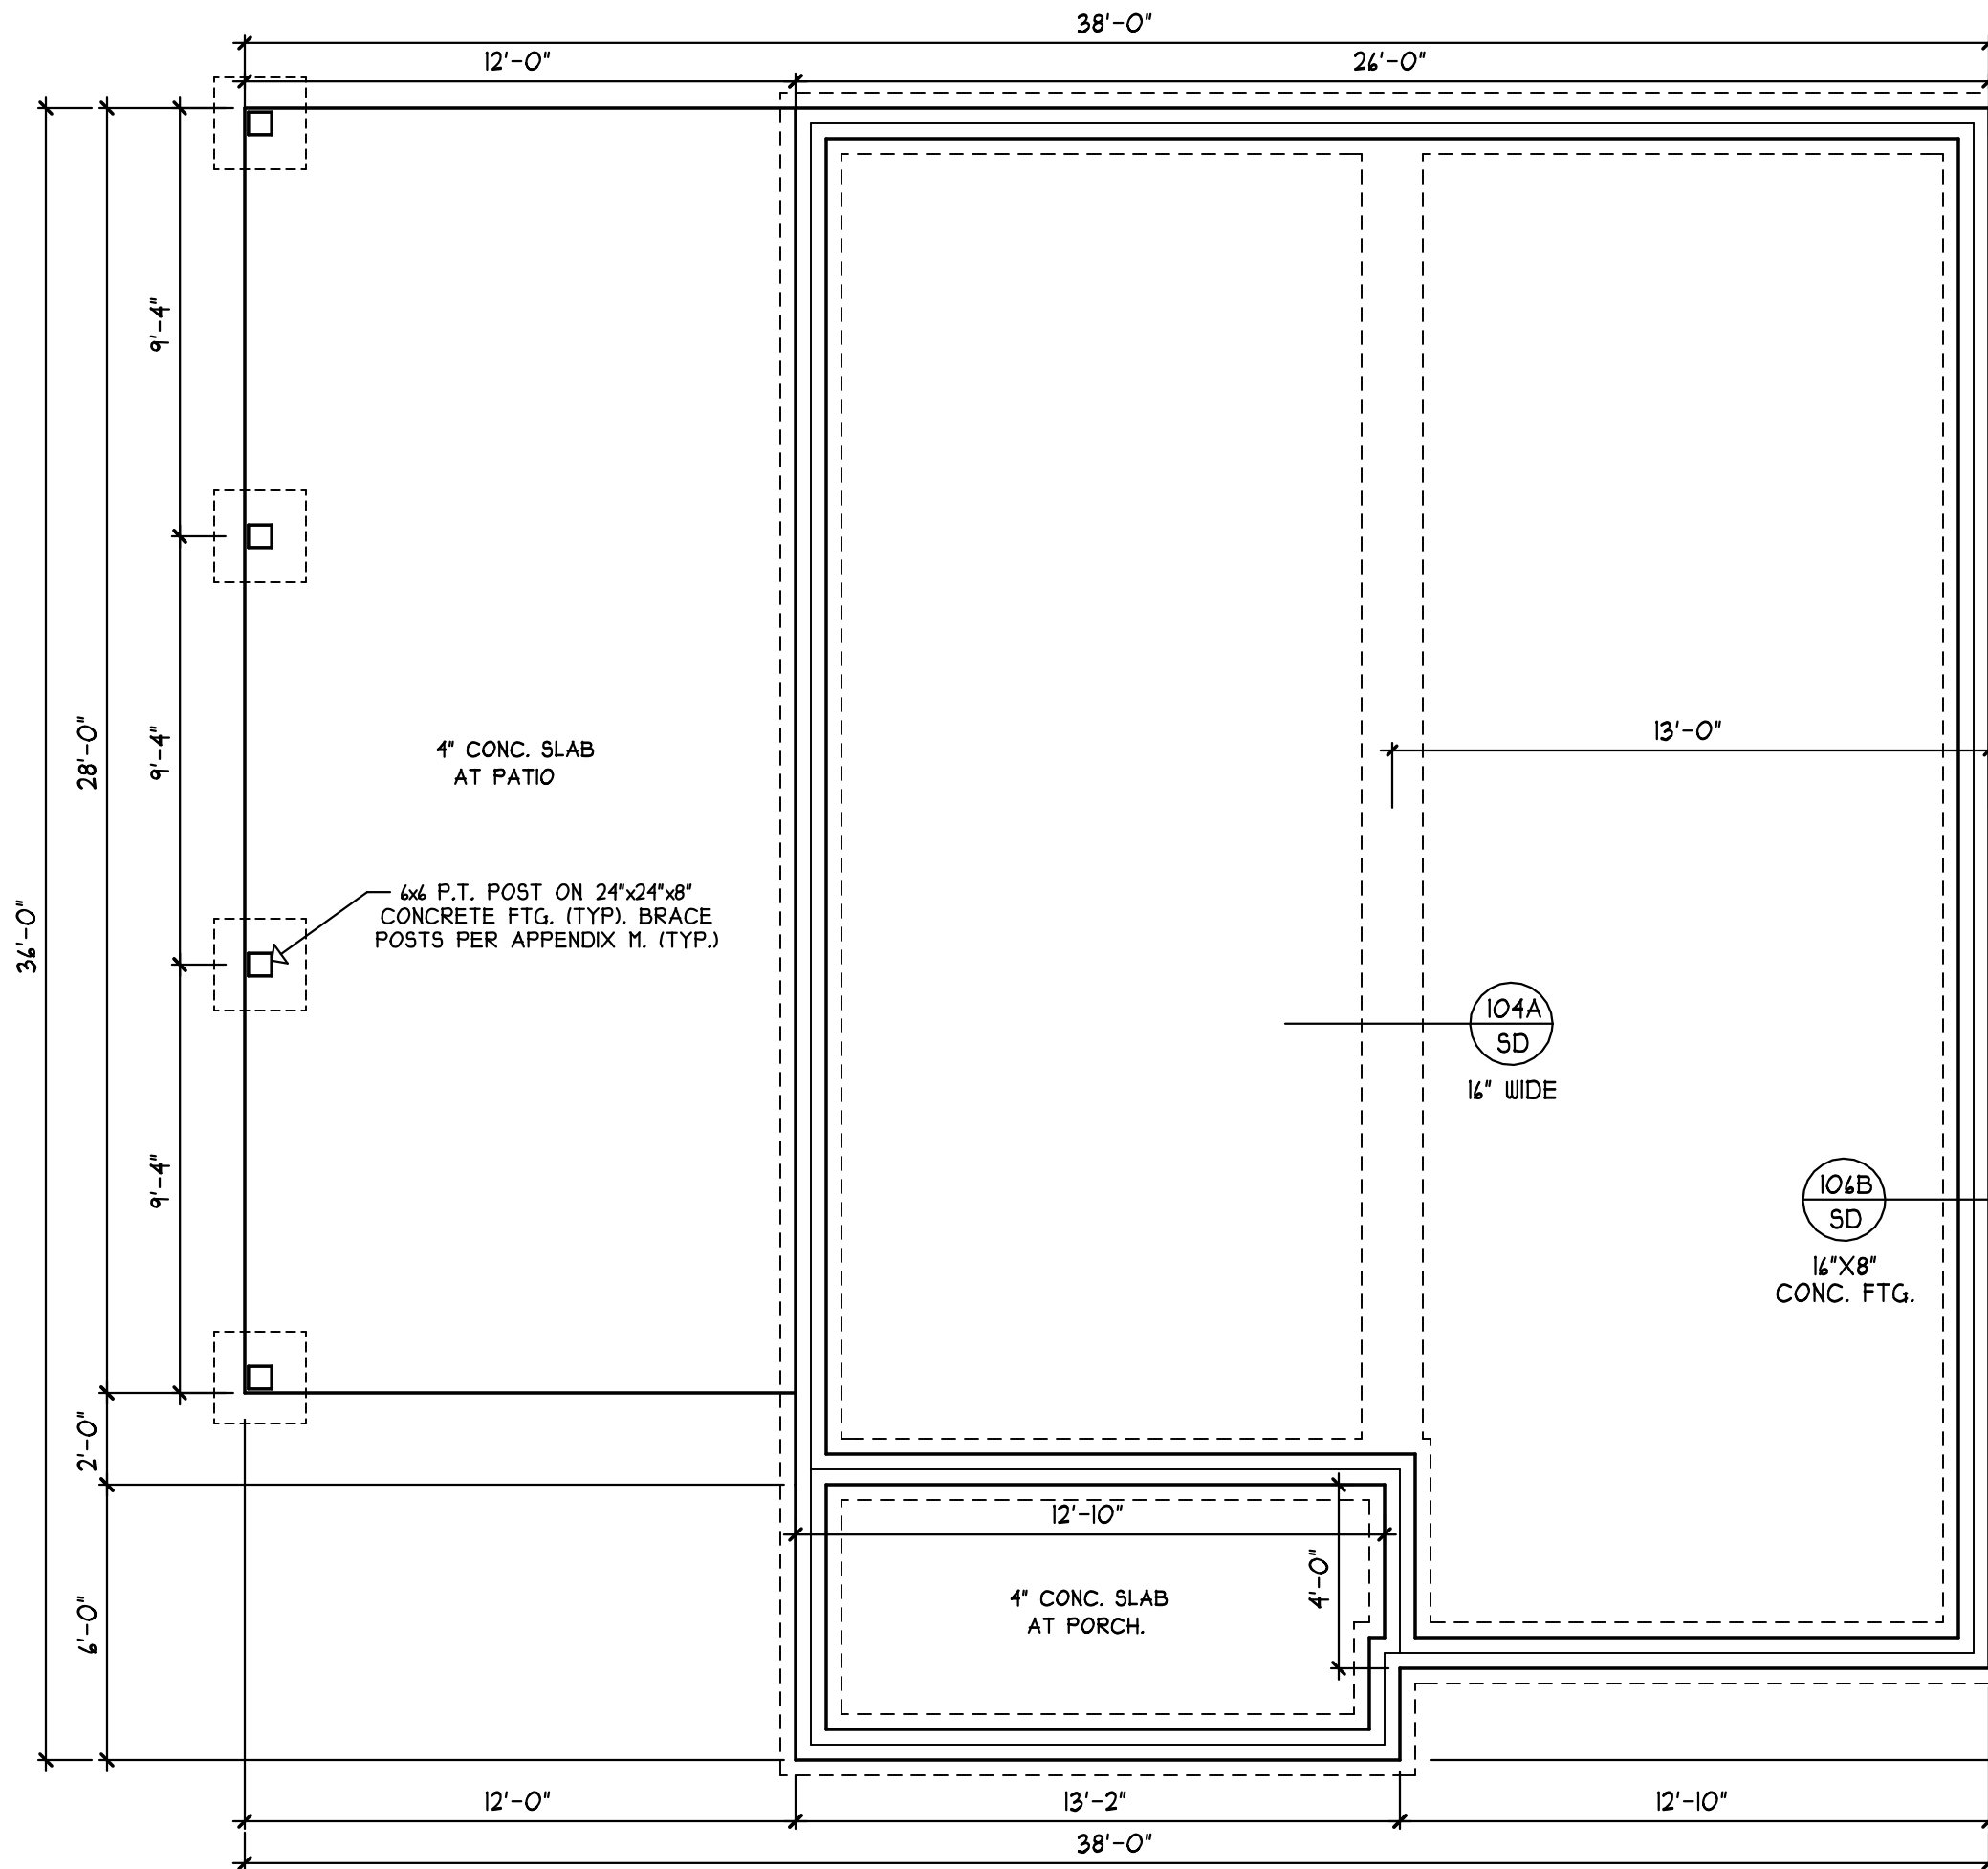 38'-0"
12'-0"
26'-0"
9'-4"
13'-0"
28'-0"
9'-4"
4" CONC. SLAB
AT PATIO
36'-0"
6x6 P.T. POST ON 24"x24"x8"
CONCRETE FTG. (TYP). BRACE
POSTS PER APPENDIX M. (TYP.)
104A
SD
16" WIDE
9'-4"
106B
SD
16"X8"
CONC. FTG.
2'-0"
12'-10"
4'-0"
6'-0"
4" CONC. SLAB
AT PORCH.
12'-0"
13'-2"
12'-10"
38'-0"